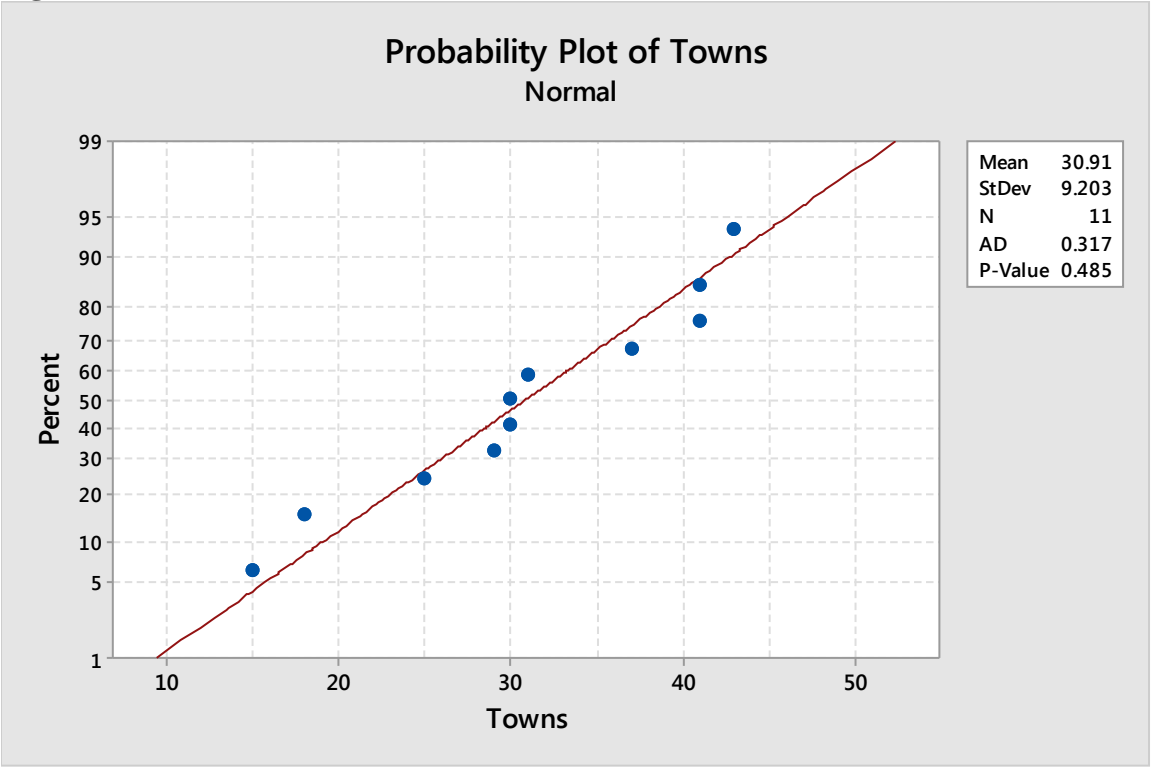 Probability Plot of Towns
Normal
99
95
90
80
70
60
50
40
30
20
10
5
1
Percent
10 20 30 40 50
Towns
Mean 30.91
StDev 9.203
N 11
AD 0.317
P-Value 0.485